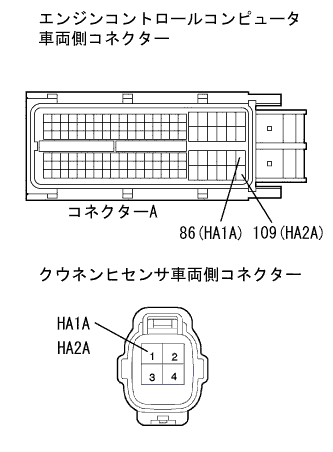 エンジンコントロールコンピュータ
車両側コネクター
コネクターA
86(HA1A) 109(HA2A)
クウネンヒセンサ車両側コネクター
HA1A
HA2A
1 2
3 4